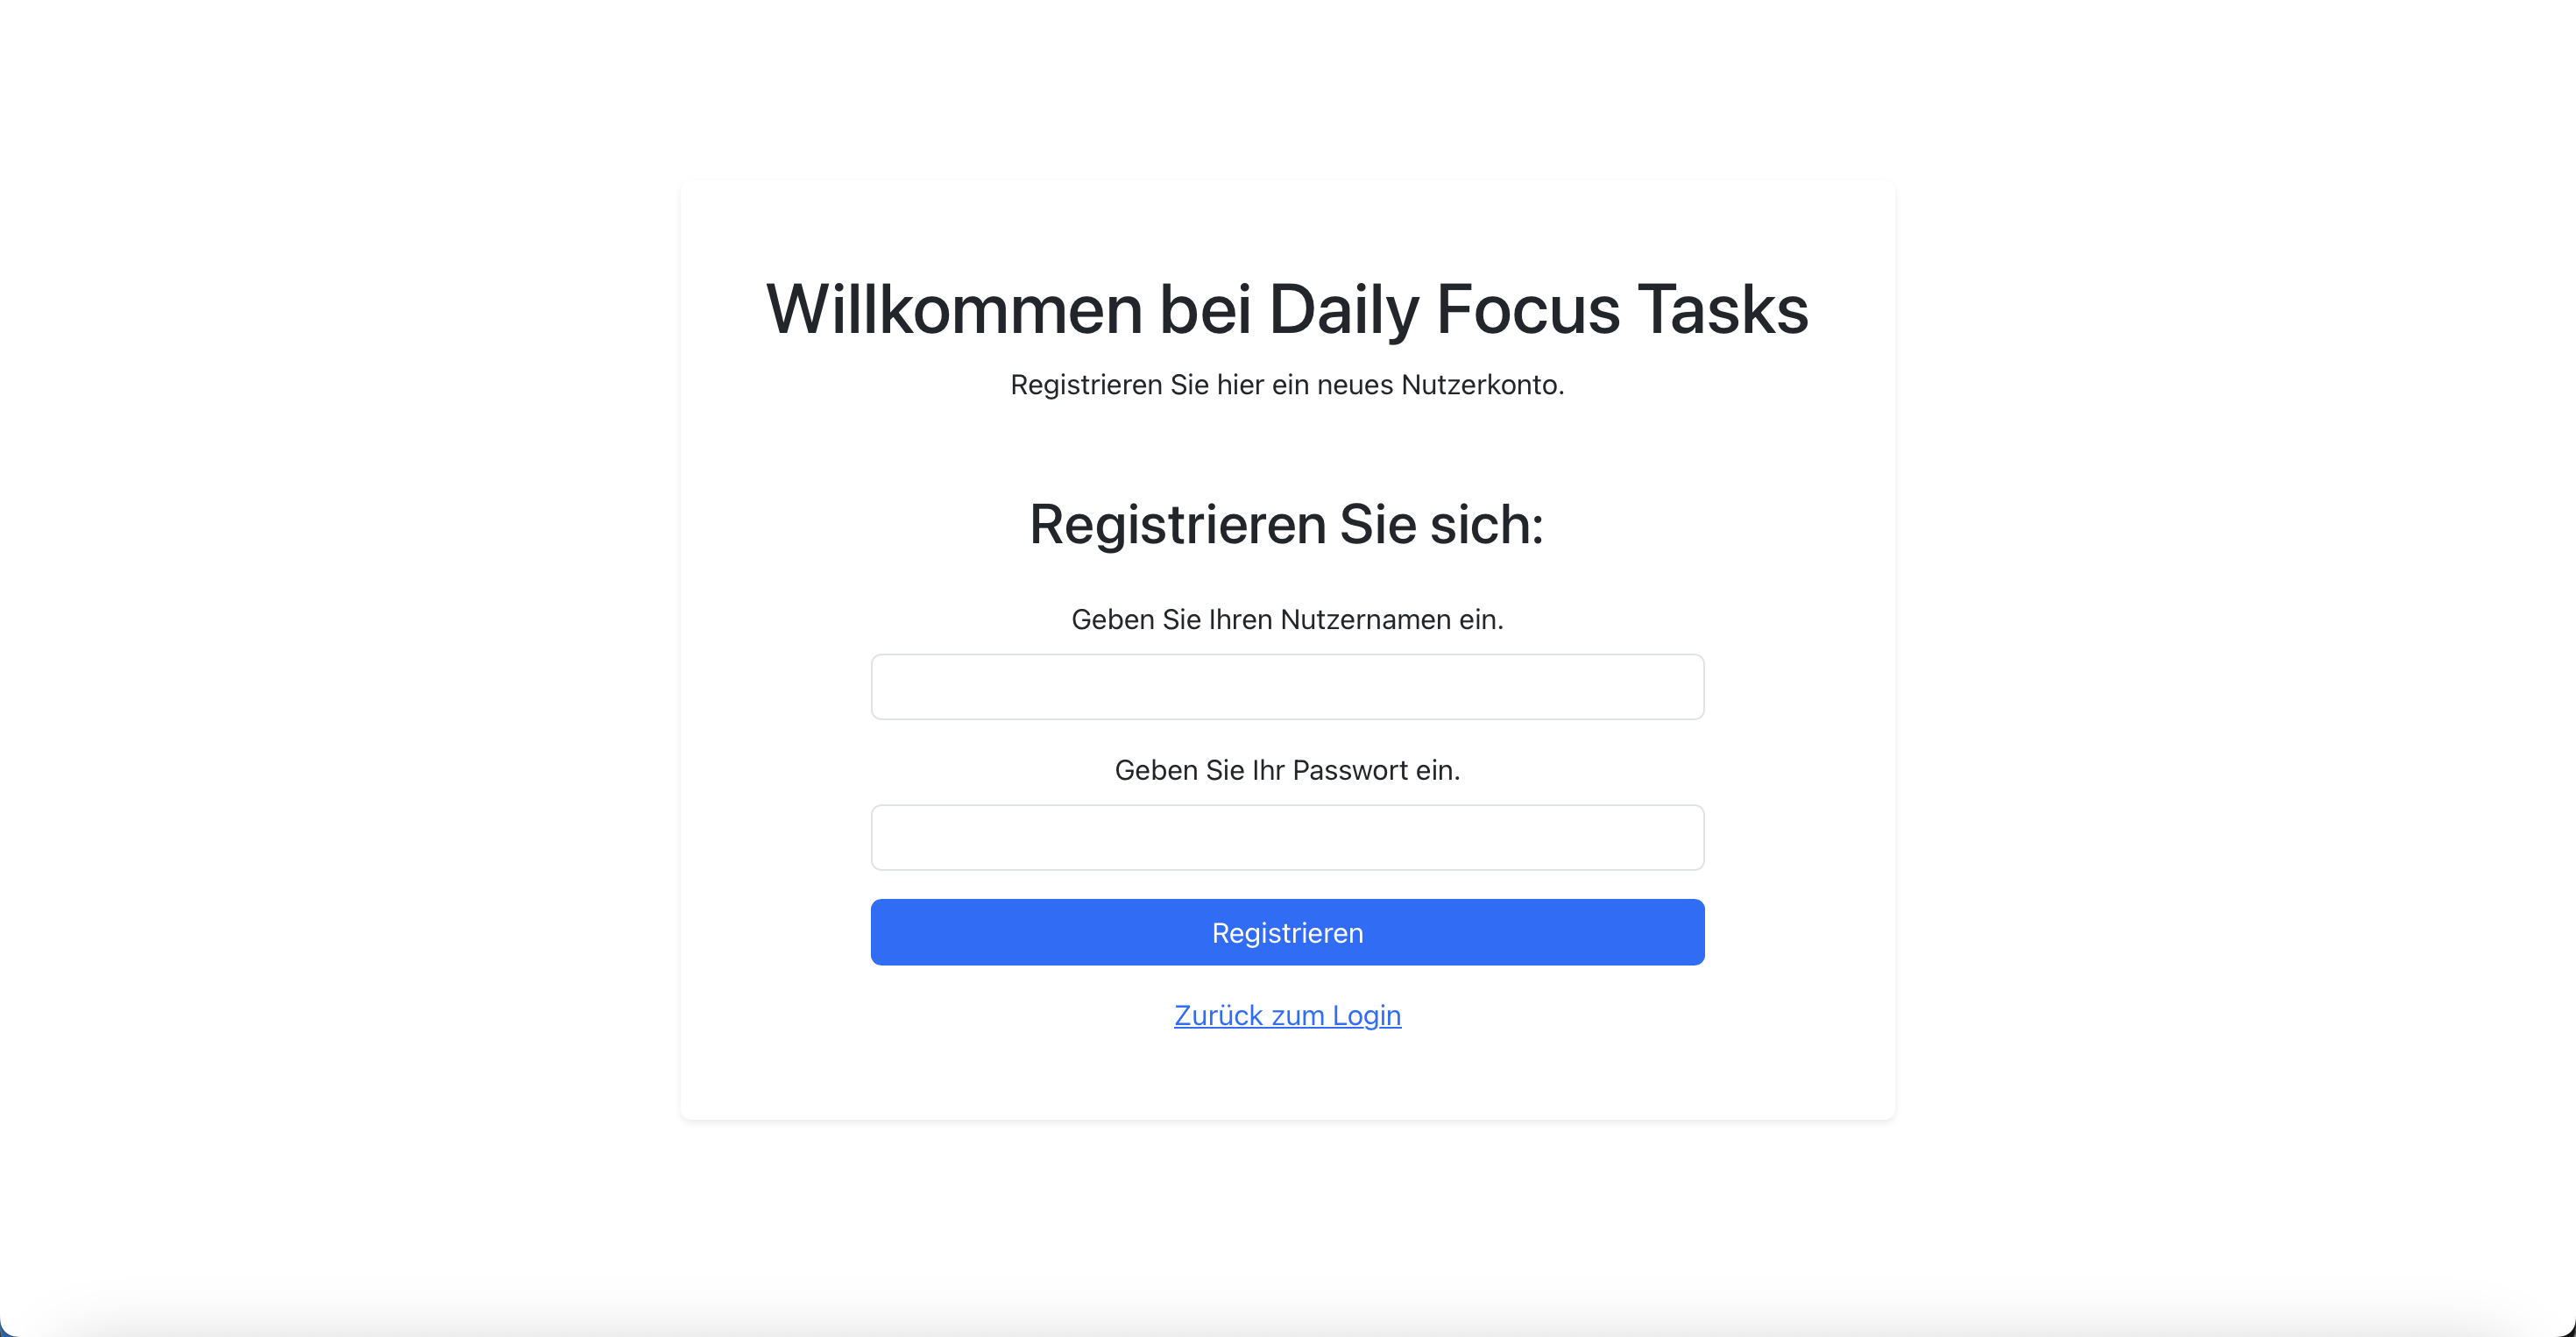 Willkommen bei Daily Focus Tasks
Registrieren Sie hier ein neues Nutzerkonto.
Registrieren Sie sich:
Geben Sie Ihren Nutzernamen ein.
Geben Sie Ihr Passwort ein.
Registrieren
Zurück zum Login